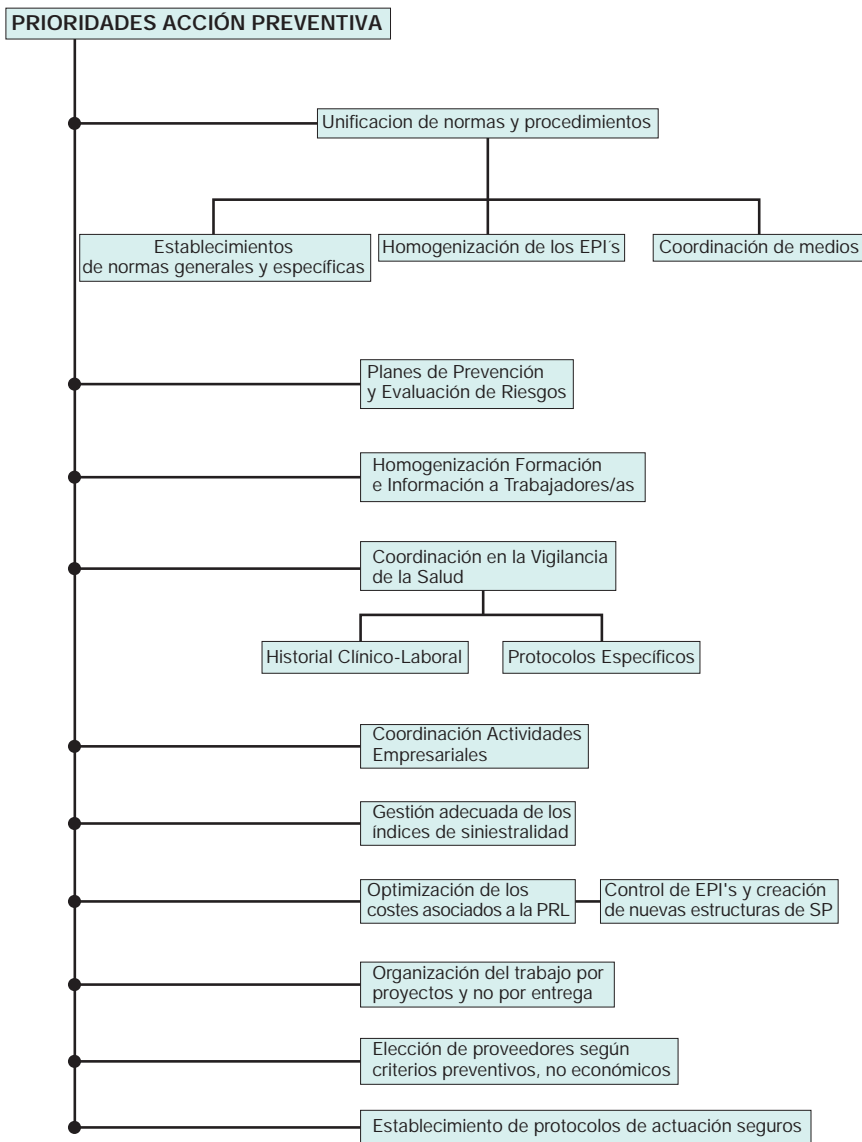 PRIORIDADES ACCIÓN PREVENTIVA
Unificacion de normas y procedimientos
Establecimientos
de normas generales y específicas
Homogenización de los EPI´s
Coordinación de medios
Planes de Prevención
y Evaluación de Riesgos
Homogenización Formación
e Información a Trabajadores/as
Coordinación en la Vigilancia
de la Salud
Historial Clínico-Laboral
Protocolos Específicos
Coordinación Actividades
Empresariales
Gestión adecuada de los
índices de siniestralidad
Optimización de los
costes asociados a la PRL
Control de EPI's y creación
de nuevas estructuras de SP
Organización del trabajo por
proyectos y no por entrega
Elección de proveedores según
criterios preventivos, no económicos
Establecimiento de protocolos de actuación seguros